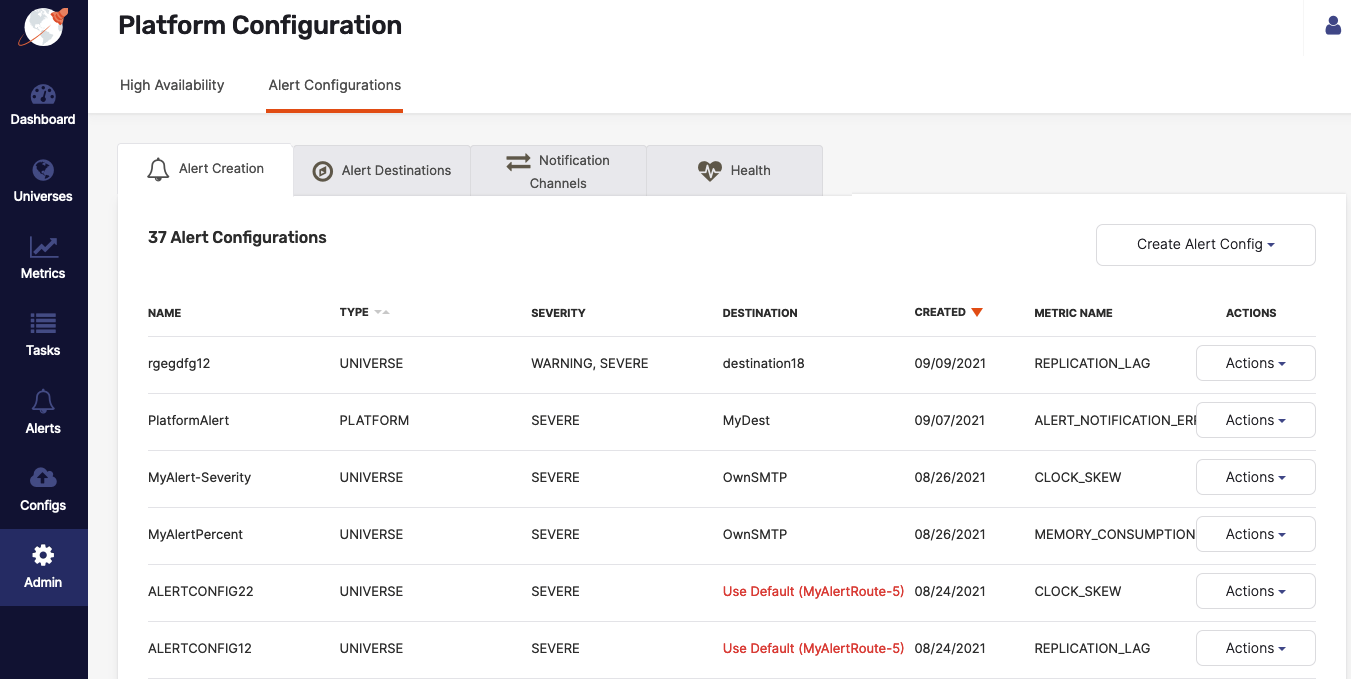 Platform Configuration
High Availability
Alert Configurations
Dashboard
Universes
Metrics
Tasks
Alerts
Configs
Admin
Alert Creation
Alert Destinations
Notification
Channels
Health
37 Alert Configurations
Create Alert Config
NAME TYPE SEVERITY DESTINATION CREATED METRIC NAME ACTIONS
rgegdfg12 UNIVERSE WARNING, SEVERE destination18 09/09/2021 REPLICATION_LAG Actions
PlatformAlert PLATFORM SEVERE MyDest 09/07/2021 ALERT_NOTIFICATION_ERR Actions
MyAlert-Severity UNIVERSE SEVERE OwnSMTP 08/26/2021 CLOCK_SKEW Actions
MyAlertPercent UNIVERSE SEVERE OwnSMTP 08/26/2021 MEMORY_CONSUMPTION Actions
ALERTCONFIG22 UNIVERSE SEVERE Use Default (MyAlertRoute-5) 08/24/2021 CLOCK_SKEW Actions
ALERTCONFIG12 UNIVERSE SEVERE Use Default (MyAlertRoute-5) 08/24/2021 REPLICATION_LAG Actions